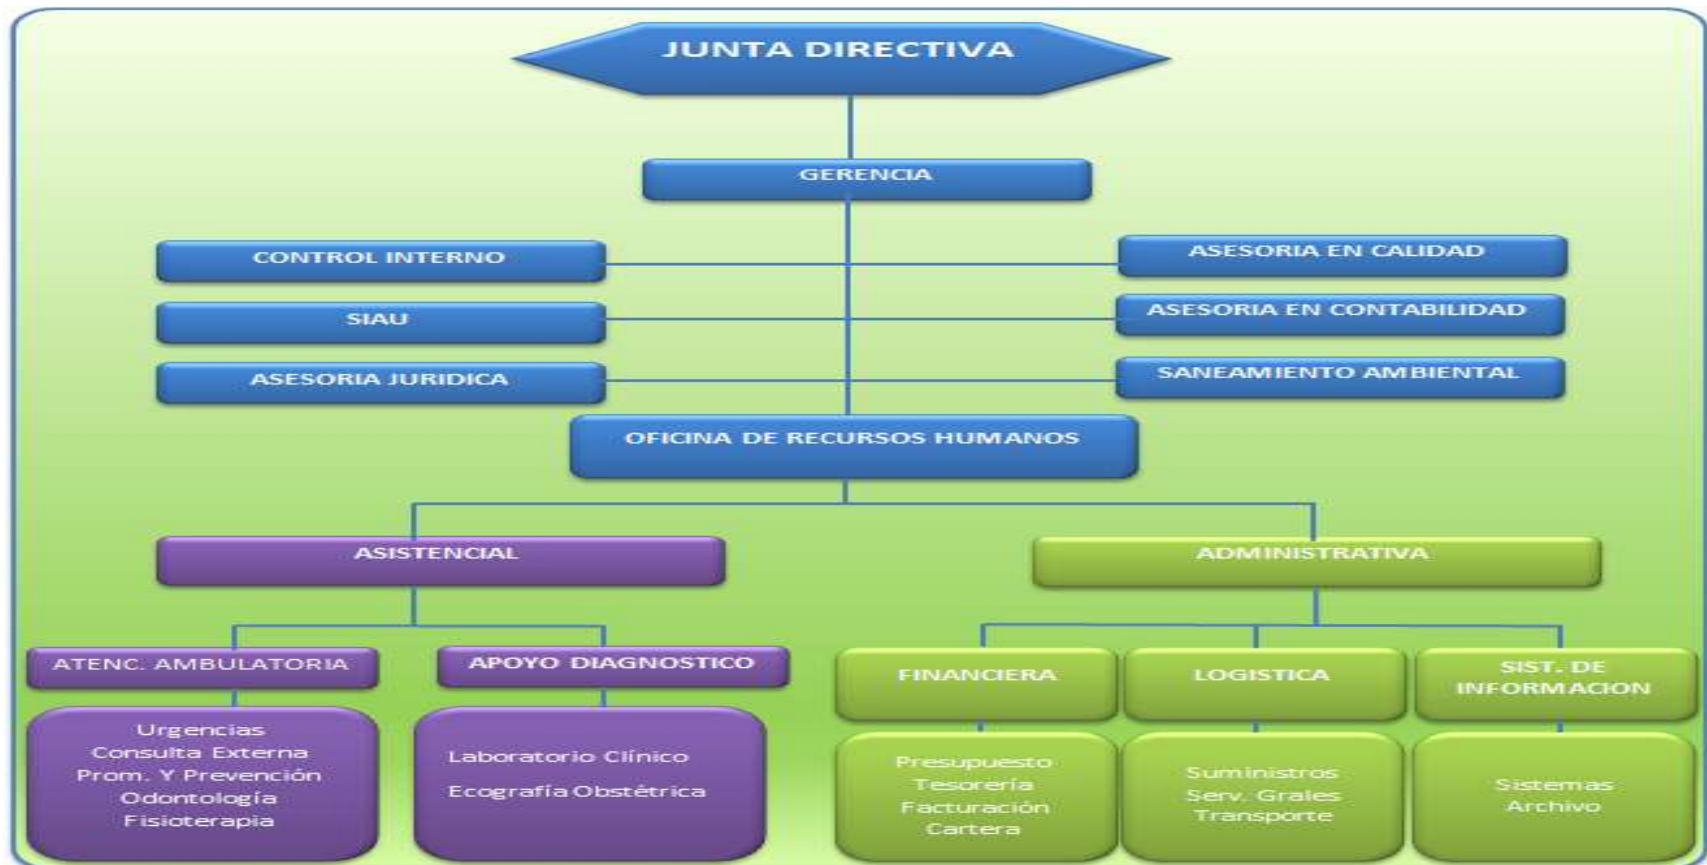 JUNTA DIRECTIVA
GERENCIA
CONTROL INTERNO
ASESORIA EN CALIDAD
SIAU
ASESORIA EN CONTABILIDAD
ASESORIA JURIDICA
SANEAMIENTO AMBIENTAL
OFICINA DE RECURSOS HUMANOS
ASISTENCIAL
ADMINISTRATIVA
ATENC. AMBULATORIA
APOYO DIAGNOSTICO
FINANCIERA
LOGISTICA
SIST. DE
INFORMACION
Urgencias
Consulta Externa
Prom. Y Prevención
Odontología
Fisioterapia
Laboratorio Clínico
Ecografía Obstétrica
Presupuesto
Tesorería
Facturación
Cartera
Suministros
Serv. Grales
Transporte
Sistemas
Archivo